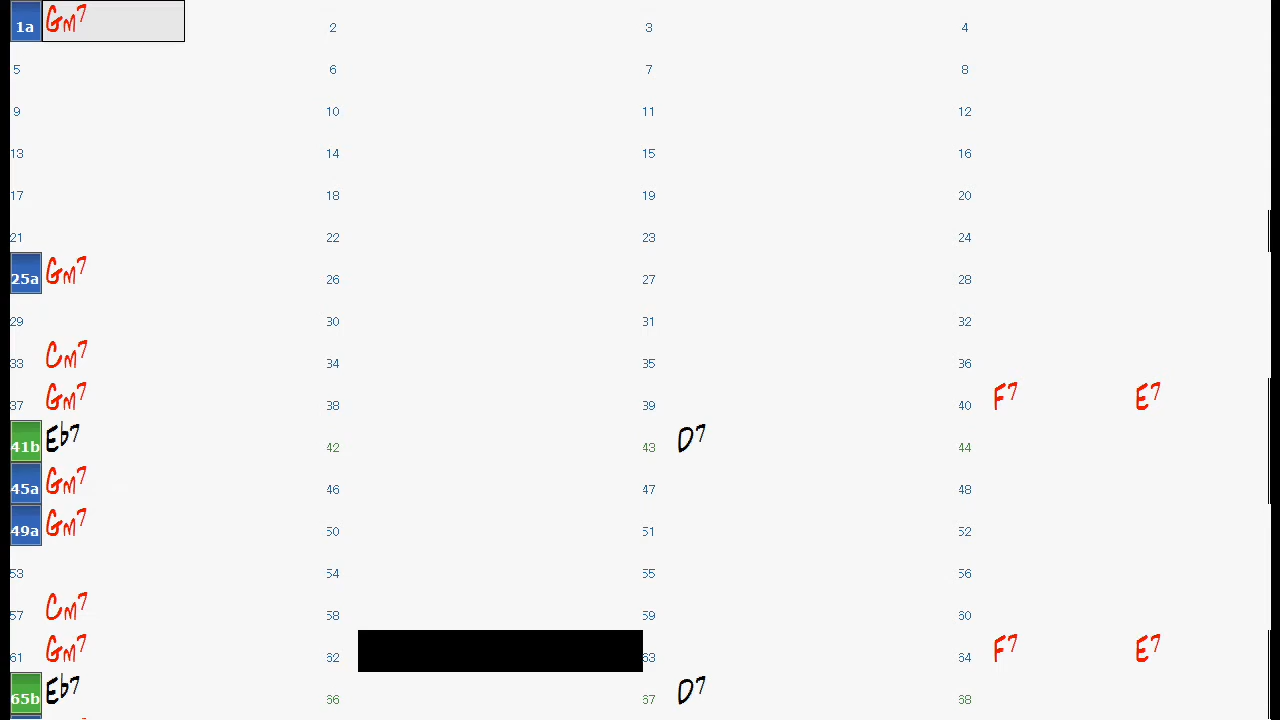 1a Gm7 2 3 4
5 6 7 8
9 10 11 12
13 14 15 16
17 18 19 20
21 22 23 24
25a Gm7 26 27 28
29 30 31 32
33 Cm7 34 35 36
37 Gm7 38 39 40 F7 E7
41b Eb7 42 43 D7 44
45a Gm7 46 47 48
49a Gm7 50 51 52
53 54 55 56
57 Cm7 58 59 60
61 Gm7 62 63 64 F7 E7
65b Eb7 66 67 D7 68